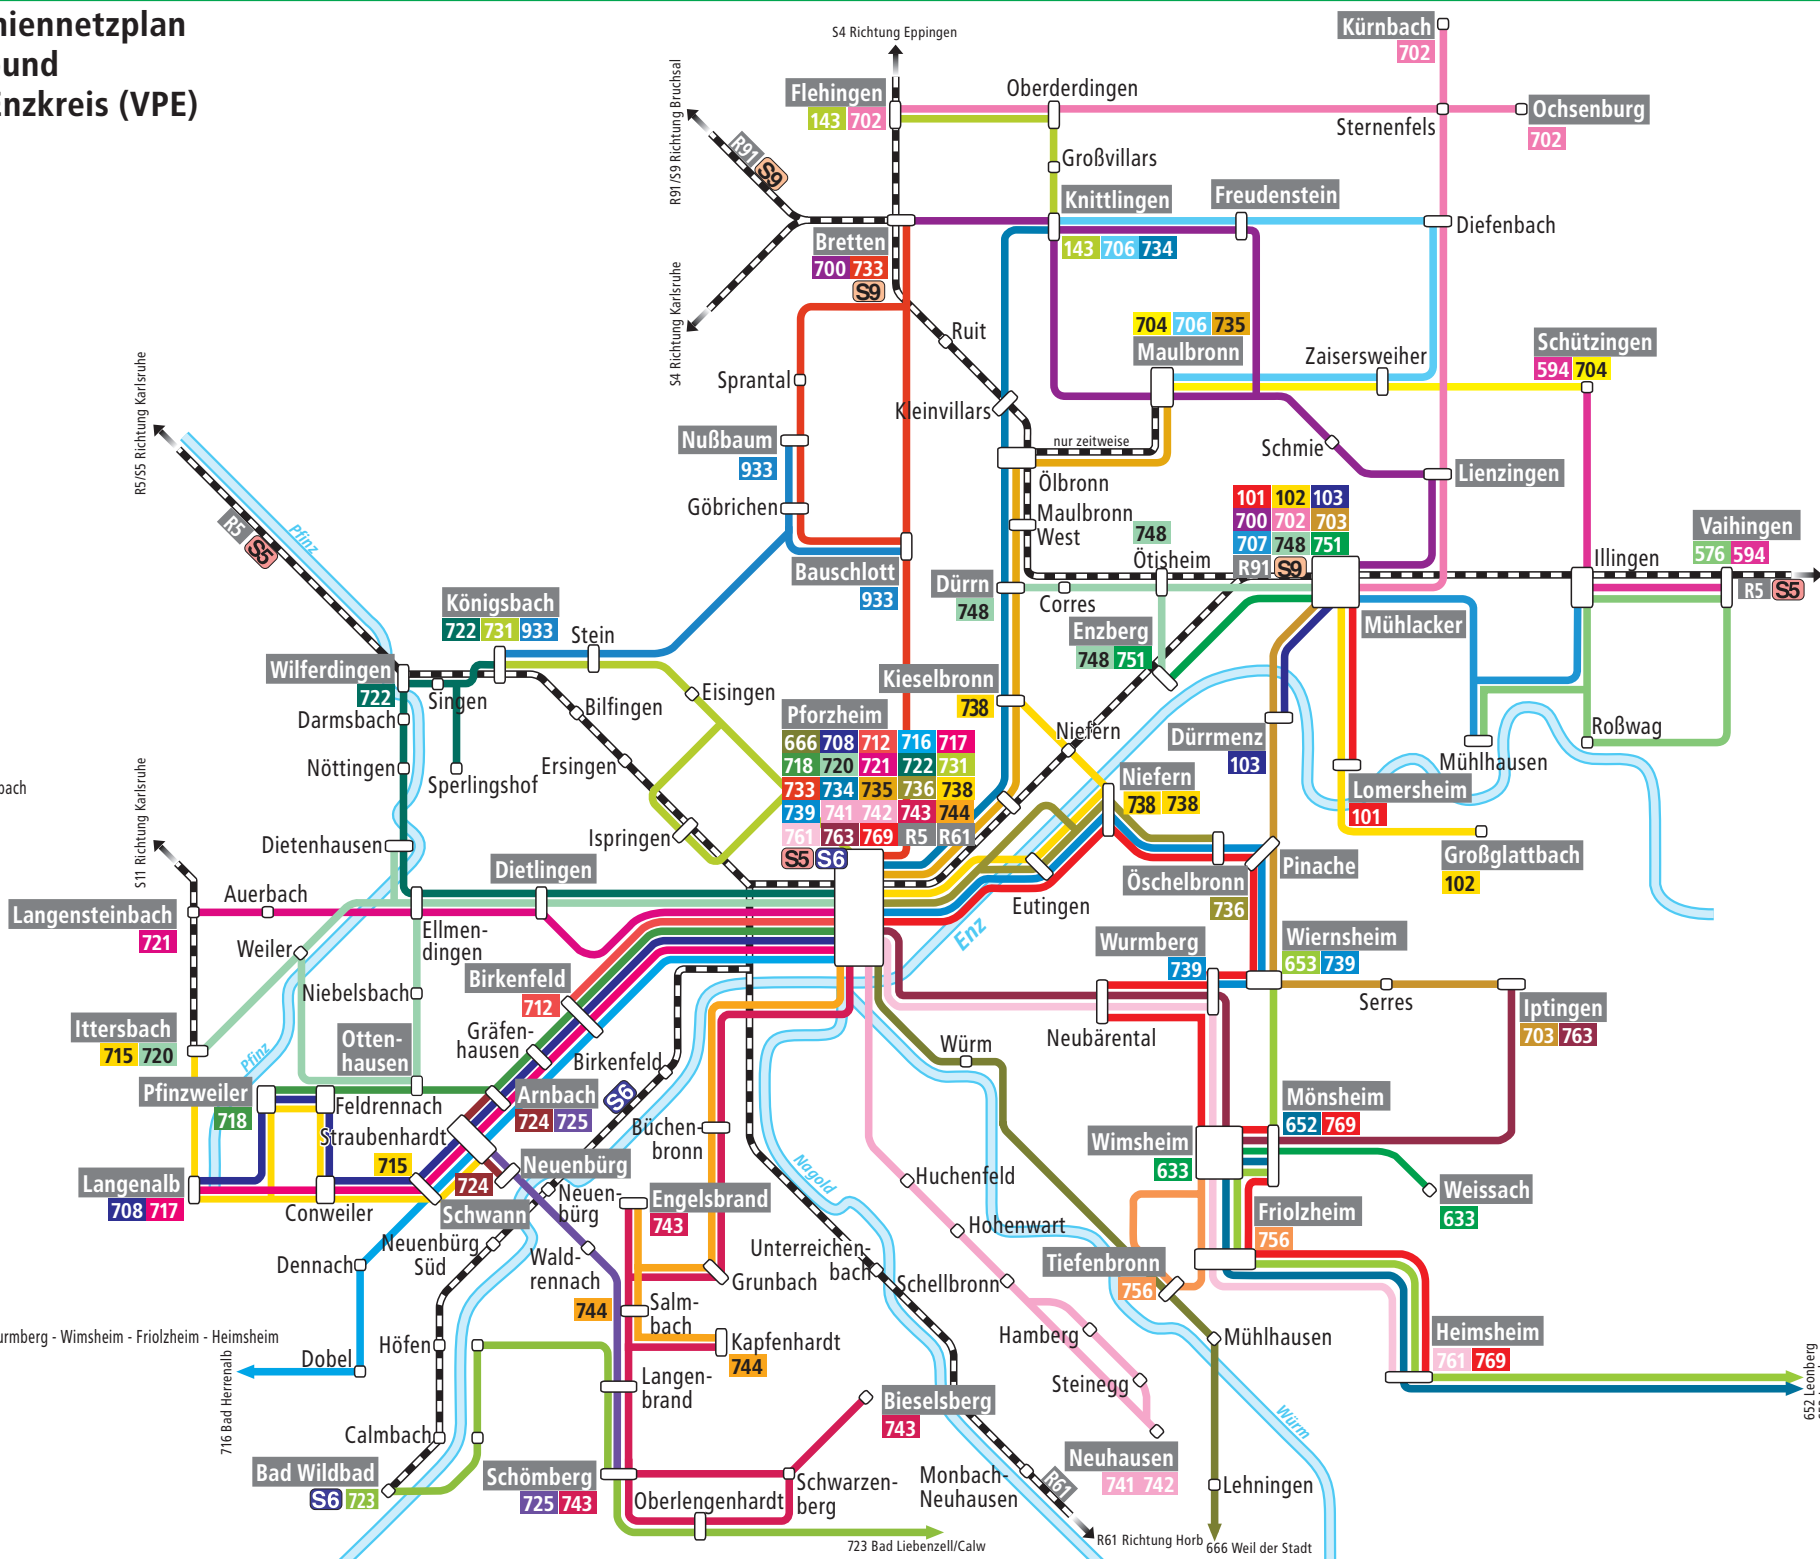 niennetzplan
und
Enzkreis (VPE)
S4 Richtung Eppingen
Kürnbach
702
Flehingen
143 702
Oberderdingen
Sternenfels
Ochsenburg
702
R91/S9 Richtung Bruchsal
R91 S9
Großvillars
Knittlingen
143 706 734
Freudenstein
Diefenbach
Bretten
700 733
S9
S4 Richtung Karlsruhe
Ruit
704 706 735
Maulbronn
Zaisersweiher
Schützingen
594 704
R5/S5 Richtung Karlsruhe
Sprantal
Kleinvillars
nur zeitweise
Schmie
Nußbaum
933
Lienzingen
Ölbronn
Göbrichen
R5 S5
Pfinz
Maulbronn
West
748
Ötisheim
101 102 103
700 702 703
707 748 751
R91 S9
Vaihingen
576 594
Illingen
R5 S5
Bauschlott
933
Dürrn
748
Corres
Königsbach
722 731 933
Stein
Enzberg
748 751
Mühlacker
Wilferdingen
722
Singen
Darmsbach
Bilfingen
Eisingen
Kieselbronn
738
Niefern
Dürrmenz
103
Roßwag
Mühlhausen
Pforzheim
666 708 712 716 717
718 720 721 722 731
733 734 735 736 738
739 741 742 743 744
761 763 769 R5 R61
S5 S6
Nöttingen
Sperlingshof
Ersingen
Niefern
738 738
Lomersheim
101
bach
S11 Richtung Karlsruhe
Dietenhausen
Ispringen
Großglattbach
102
Pinache
Öschelbronn
736
Dietlingen
Auerbach
Langensteinbach
721
Eutingen
Ellmen-
dingen
Enz
Weiler
Wurmberg
739
Wiernsheim
653 739
Birkenfeld
712
Niebelsbach
Serres
Iptingen
703 763
Ittersbach
715 720
Pfinz
Otten-
hausen
Gräfen-
hausen
Neubärental
Würm
Birkenfeld
Pfinzweiler
718
Feldrennach
Arnbach
724 725
S6
Mönsheim
652 769
Straubenhardt
Büchen-
bronn
Wimsheim
633
715
724
Neuenbürg
Nagold
Huchenfeld
Langenalb
708 717
Conweiler
Schwann
Neuen-
bürg
Engelsbrand
743
Weissach
633
Friolzheim
756
Hohenwart
Neuenbürg
Süd
Dennach
Wald-
rennach
Unterreichen-
bach
Grunbach
Schellbronn
Tiefenbronn
756
744
Salm-
bach
urmberg - Wimsheim - Friolzheim - Heimsheim
Höfen
Kapfenhardt
744
Hamberg
Mühlhausen
Heimsheim
761 769
Dobel
716 Bad Herrenalb
Langen-
brand
Steinegg
652 Leonberg
Bieselsberg
743
Würm
Calmbach
Bad Wildbad
S6 723
Schömberg
725 743
Schwarzen-
berg
Oberlengenhardt
Monbach-
Neuhausen
R61
Neuhausen
741 742
Lehningen
723 Bad Liebenzell/Calw
R61 Richtung Horb
666 Weil der Stadt